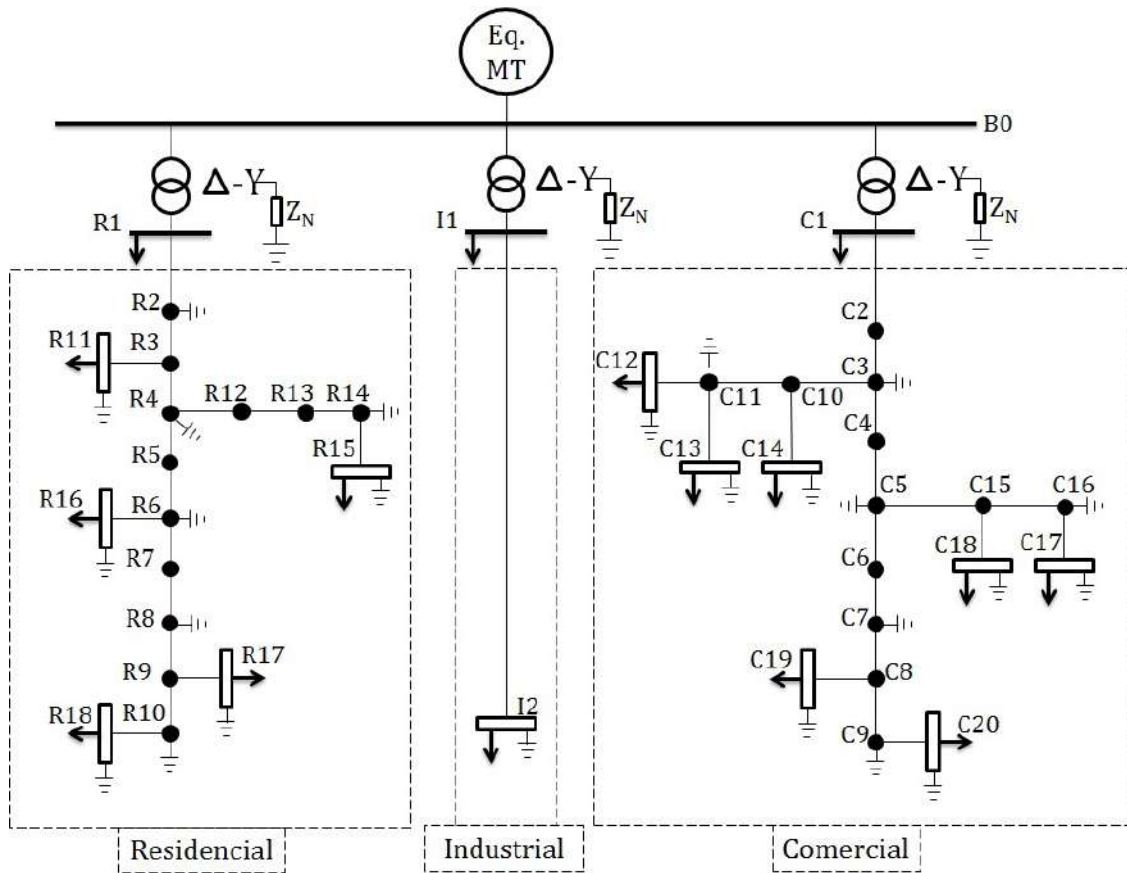 Eq.
MT
B0
Δ-Y
Z_N
R1
Δ-Y
Z_N
I1
Δ-Y
Z_N
C1
R2
R11
R3
R4
R12
R13
R14
R15
R5
R16
R6
R7
R8
R9
R17
R18
R10
I2
C2
C12
C3
C11
C10
C4
C13
C14
C5
C15
C16
C18
C17
C6
C7
C19
C8
C9
C20
Residencial
Industrial
Comercial